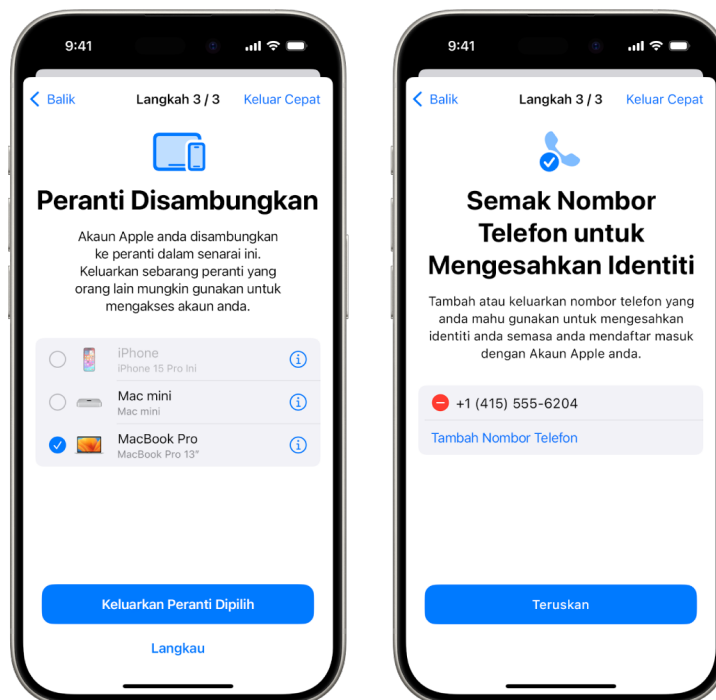 9:41
Balik
Langkah 3 / 3
Keluar Cepat
Peranti Disambungkan
Akaun Apple anda disambungkan
ke peranti dalam senarai ini.
Keluarkan sebarang peranti yang
orang lain mungkin gunakan untuk
mengakses akaun anda.
iPhone
iPhone 15 Pro Ini
Mac mini
Mac mini
MacBook Pro
MacBook Pro 13"
Keluarkan Peranti Dipilih
Langkau
9:41
Balik
Langkah 3 / 3
Keluar Cepat
Semak Nombor
Telefon untuk
Mengesahkan Identiti
Tambah atau keluarkan nombor telefon yang
anda mahu gunakan untuk mengesahkan
identiti anda semasa anda mendaftar masuk
dengan Akaun Apple anda.
+1 (415) 555-6204
Tambah Nombor Telefon
Teruskan